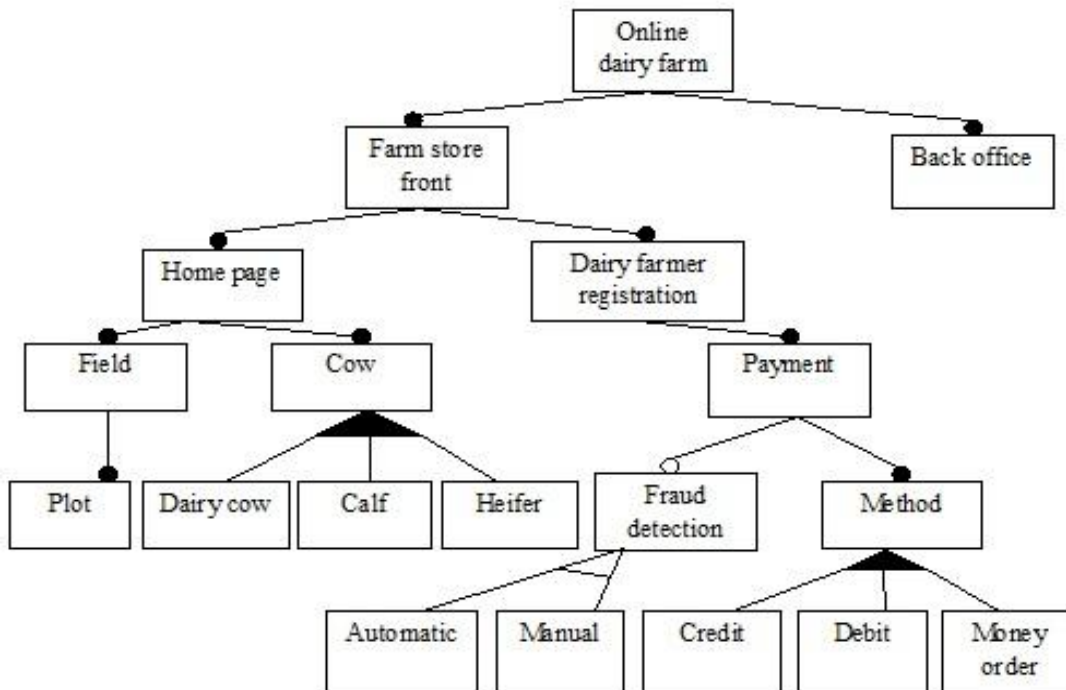 Online
dairy farm
Farm store
front
Back office
Home page
Dairy farmer
registration
Field
Cow
Payment
Plot
Dairy cow
Calf
Heifer
Fraud
detection
Method
Automatic
Manual
Credit
Debit
Money
order